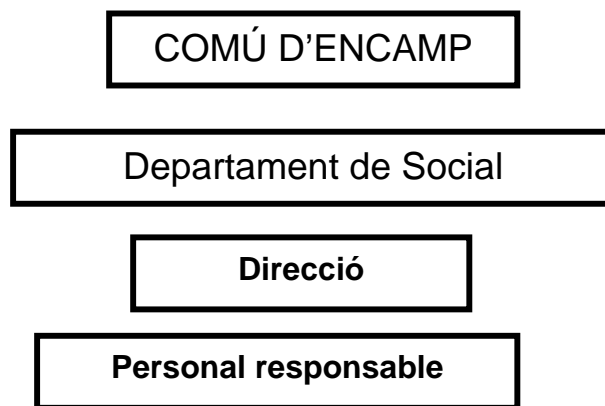 COMÚ D’ENCAMP
Departament de Social
Direcció
Personal responsable